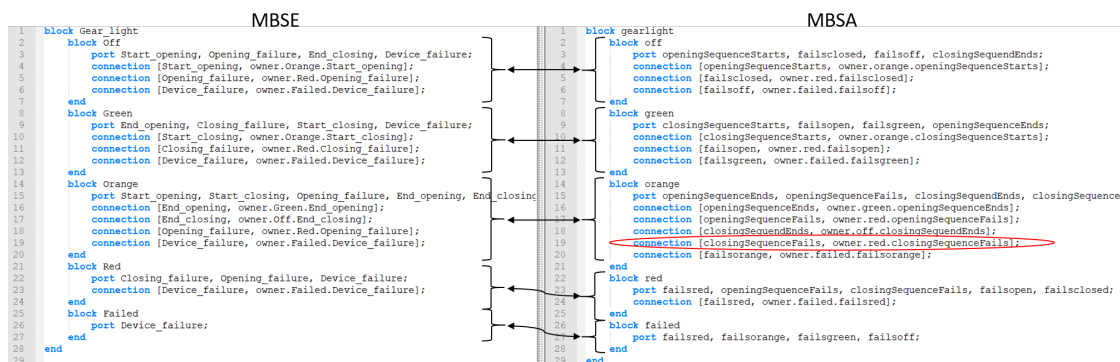 MBSE
1 block Gear_light
2 block Off
3 port Start_opening, Opening_failure, End_closing, Device_failure;
4 connection [Start_opening, owner.Orange.Start_opening];
5 connection [Opening_failure, owner.Red.Opening_failure];
6 connection [Device_failure, owner.Failed.Device_failure];
7 end
8 block Green
9 port End_opening, Closing_failure, Start_closing, Device_failure;
10 connection [Start_closing, owner.Orange.Start_closing];
11 connection [Closing_failure, owner.Red.Closing_failure];
12 connection [Device_failure, owner.Failed.Device_failure];
13 end
14 block Orange
15 port Start_opening, Start_closing, Opening_failure, End_opening, End_closing
16 connection [End_opening, owner.Green.End_opening];
17 connection [End_closing, owner.Off.End_closing];
18 connection [Opening_failure, owner.Red.Opening_failure];
19 connection [Device_failure, owner.Failed.Device_failure];
20 end
21 block Red
22 port Closing_failure, Opening_failure, Device_failure;
23 connection [Device_failure, owner.Failed.Device_failure];
24 end
25 block Failed
26 port Device_failure;
27 end
28 end
29
MBSA
1 block gearlight
2 block off
3 port openingSequenceStarts, failsclosed, failsoff, closingSequendEnds;
4 connection [openingSequenceStarts, owner.orange.openingSequenceStarts];
5 connection [failsclosed, owner.red.failsclosed];
6 connection [failsoff, owner.failed.failsoff];
7 end
8 block green
9 port closingSequenceStarts, failsopen, failsgreen, openingSequenceEnds;
10 connection [closingSequenceStarts, owner.orange.closingSequenceStarts];
11 connection [failsopen, owner.red.failsopen];
12 connection [failsgreen, owner.failed.failsgreen];
13 end
14 block orange
15 port openingSequenceEnds, openingSequenceFails, closingSequendEnds, closingSequence
16 connection [openingSequenceEnds, owner.green.openingSequenceEnds];
17 connection [openingSequenceFails, owner.red.openingSequenceFails];
18 connection [closingSequendEnds, owner.off.closingSequendEnds];
19 connection [closingSequenceFails, owner.red.closingSequenceFails];
20 connection [failsorange, owner.failed.failsorange];
21 end
22 block red
23 port failsred, openingSequenceFails, closingSequenceFails, failsopen, failsclosed;
24 connection [failsred, owner.failed.failsred];
25 end
26 block failed
27 port failsred, failsorange, failsgreen, failsoff;
28 end
29 end